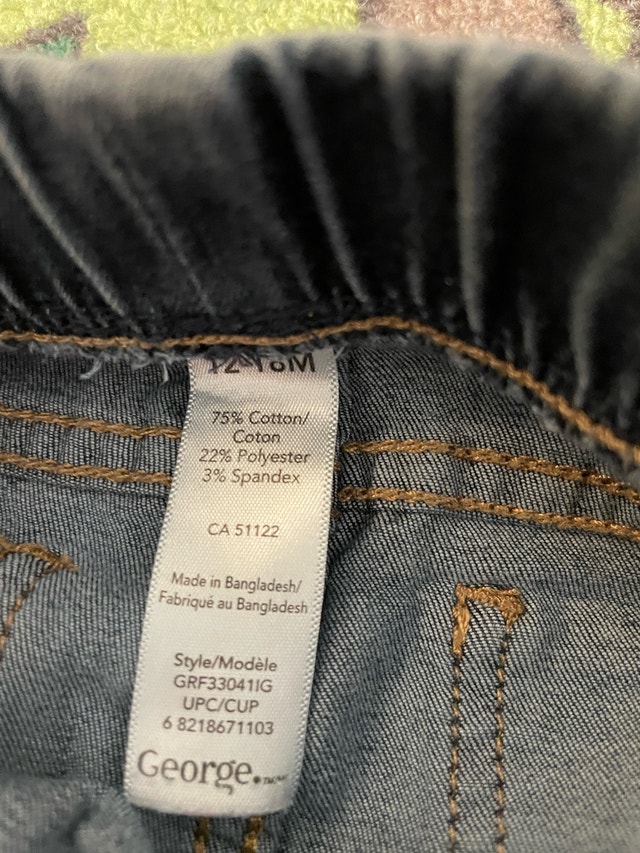 12-18M
75% Cotton/
Coton
22% Polyester
3% Spandex
CA 51122
Made in Bangladesh/
Fabriqué au Bangladesh
Style/Modèle
GRF33041IG
UPC/CUP
6 8218671103
George.